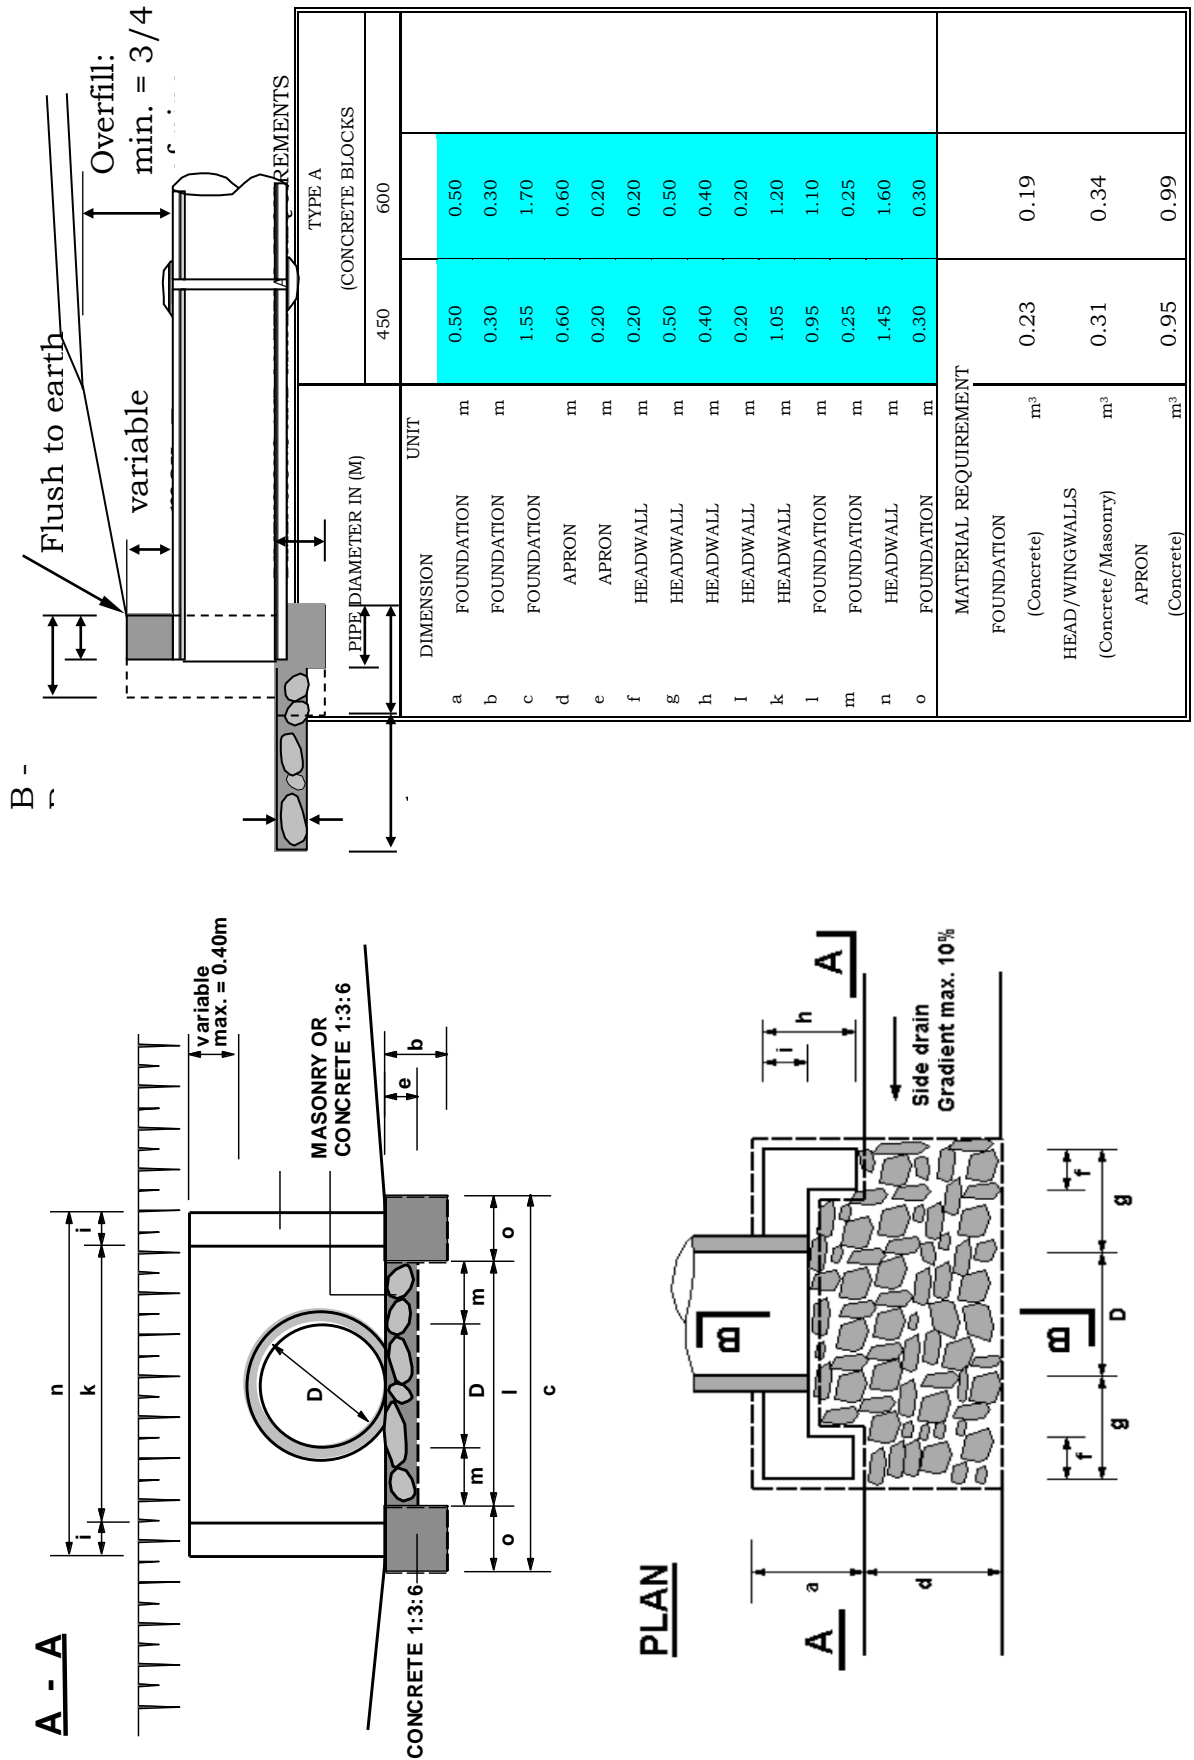 A - A
variable
max. = 0.40m
n
i
k
i
D
MASONRY OR
CONCRETE 1:3:6
e
b
m
D
m
o
l
o
c
CONCRETE 1:3:6
B -
Flush to earth
variable
Overfill:
min. = 3/4
REMENTS
PIPE DIAMETER IN (M)
TYPE A
(CONCRETE BLOCKS
450 600
DIMENSION UNIT
a FOUNDATION m 0.50 0.50
b FOUNDATION m 0.30 0.30
c FOUNDATION 1.55 1.70
d APRON m 0.60 0.60
e APRON m 0.20 0.20
f HEADWALL m 0.20 0.20
g HEADWALL m 0.50 0.50
h HEADWALL m 0.40 0.40
I HEADWALL m 0.20 0.20
k HEADWALL m 1.05 1.20
l FOUNDATION m 0.95 1.10
m FOUNDATION m 0.25 0.25
n HEADWALL m 1.45 1.60
o FOUNDATION m 0.30 0.30
MATERIAL REQUIREMENT
FOUNDATION
(Concrete) m³ 0.23 0.19
HEAD/WINGWALLS
(Concrete/Masonry) m³ 0.31 0.34
APRON
(Concrete) m³ 0.95 0.99
PLAN
A
A
B
B
a
d
i
h
Side drain
Gradient max. 10%
f
g
D
g
f